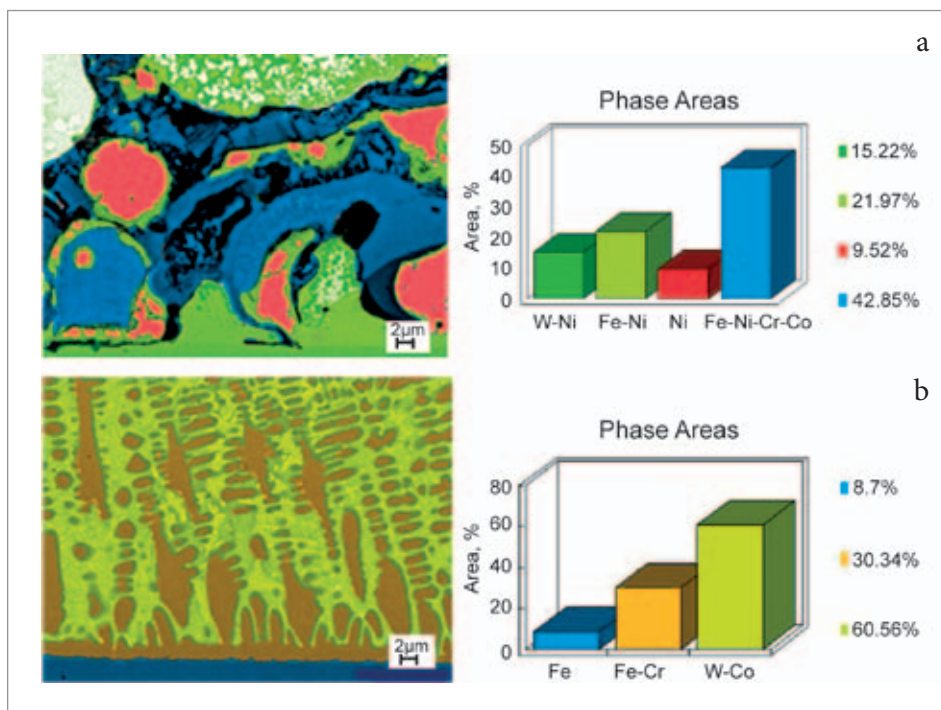 a
Phase Areas
Area, %
50
40
30
20
10
0
W-Ni Fe-Ni Ni Fe-Ni-Cr-Co
15.22%
21.97%
9.52%
42.85%
2µm
b
Phase Areas
Area, %
80
60
40
20
0
Fe Fe-Cr W-Co
8.7%
30.34%
60.56%
2µm